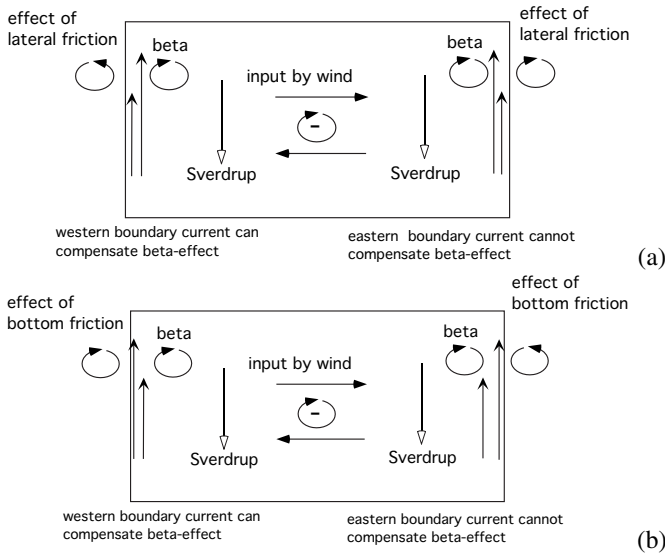 effect of
lateral friction
beta
input by wind
beta
effect of
lateral friction
-
Sverdrup
Sverdrup
western boundary current can
compensate beta-effect
eastern boundary current cannot
compensate beta-effect
(a)
effect of
bottom friction
beta
input by wind
beta
effect of
bottom friction
-
Sverdrup
Sverdrup
western boundary current can
compensate beta-effect
eastern boundary current cannot
compensate beta-effect
(b)